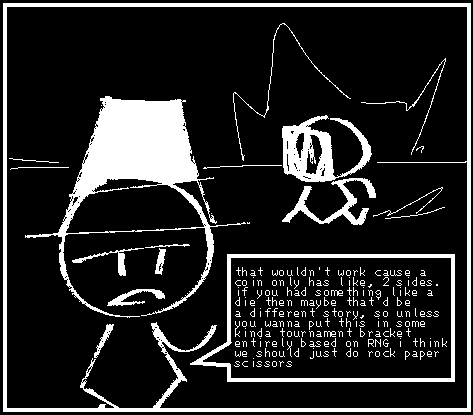 that wouldn't work cause a
coin only has like, 2 sides.
if you had something like a
die then maybe that'd be
a different story, so unless
you wanna put this in some
kinda tournament bracket
entirely based on RNG i think
we should just do rock paper
scissors